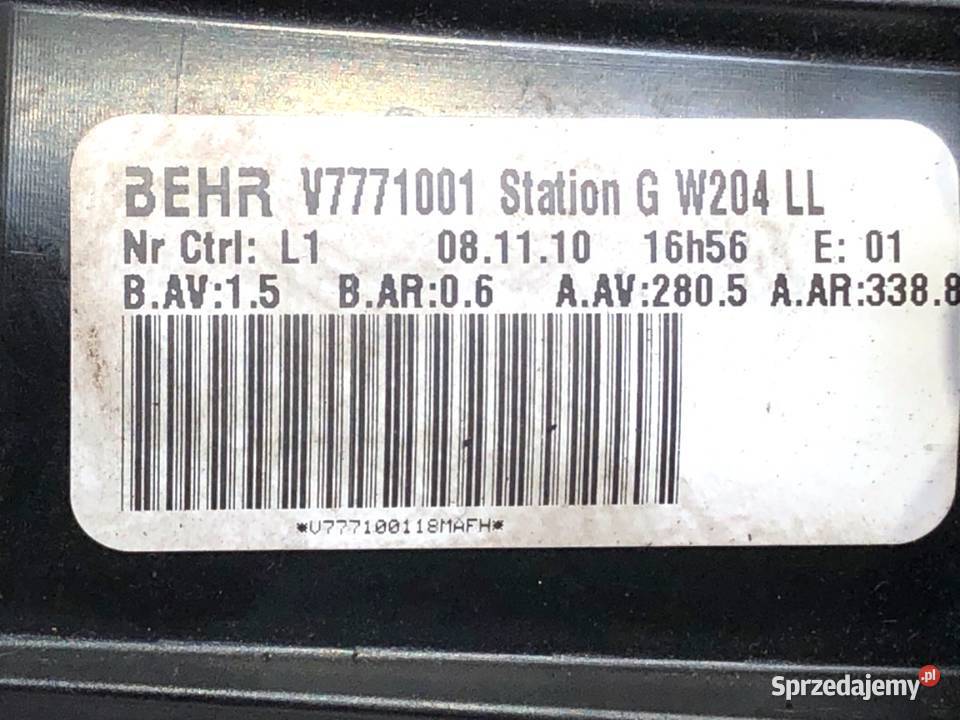 BEHR V7771001 Station G W204 LL
Nr Ctrl: L1 08.11.10 16h56 E: 01
B.AV:1.5 B.AR:0.6 A.AV:280.5 A.AR:338.8
*V777100118MAFH*
Sprzedajemy.pl